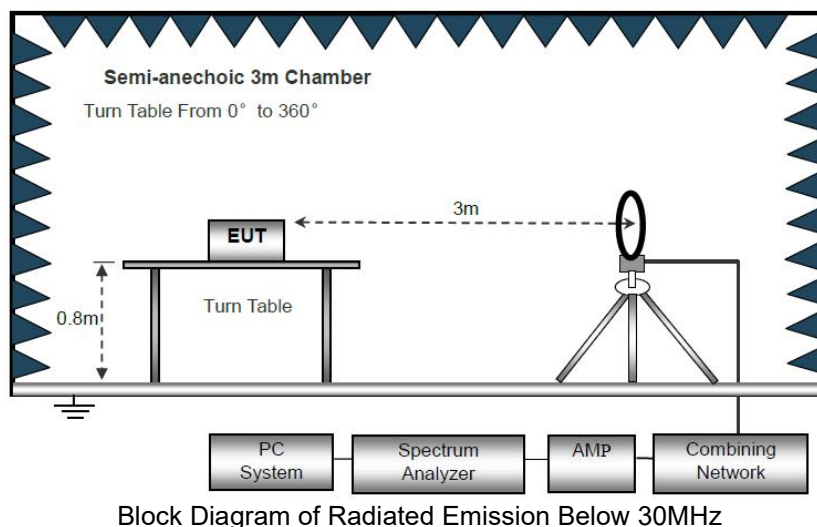 Semi-anechoic 3m Chamber
Turn Table From 0° to 360°
3m
EUT
Turn Table
0.8m
PC
System
Spectrum
Analyzer
AMP
Combining
Network
Block Diagram of Radiated Emission Below 30MHz